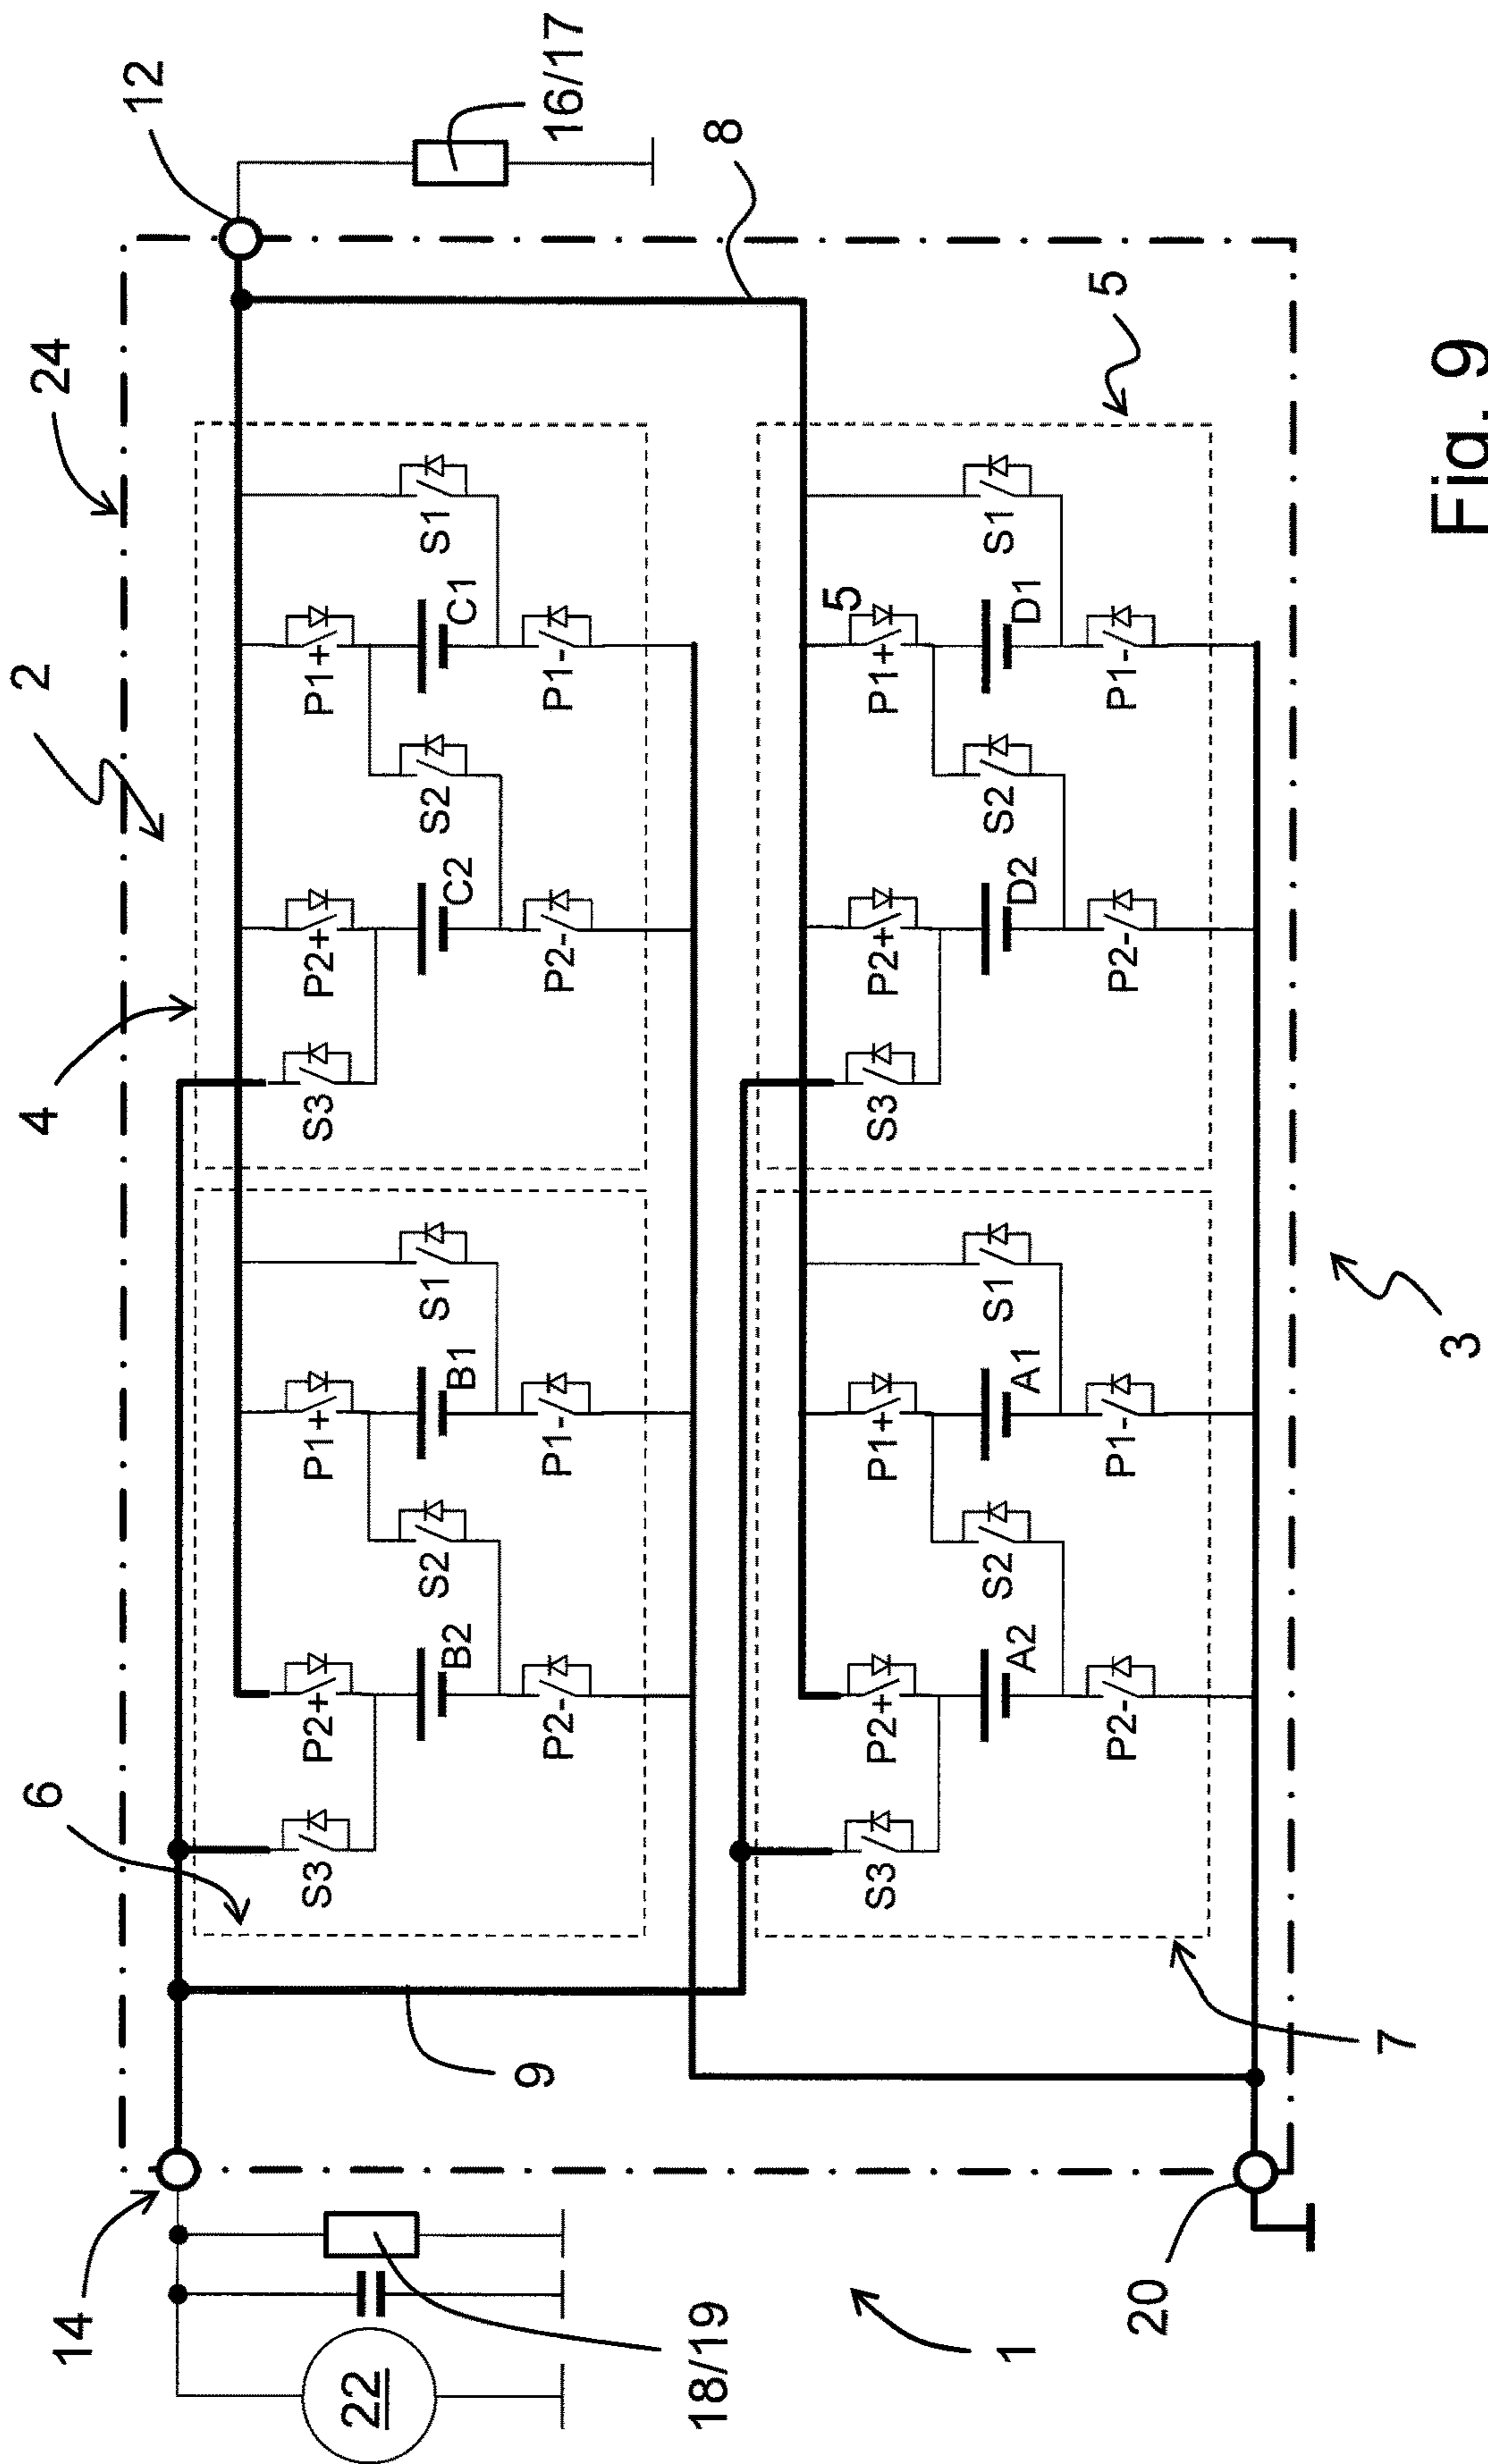 12
16/17
24
8
2
5
4
S1
C1
P1+
P1-
S2
C2
P2+
P2-
S3
5
S1
D1
P1+
P1-
S2
D2
P2+
P2-
S3
6
S1
B1
P1+
P1-
S2
B2
P2+
P2-
S3
S1
A1
P1+
P1-
S2
A2
P2+
P2-
S3
3
9
7
14
22
18/19
1
20
Fig. 9